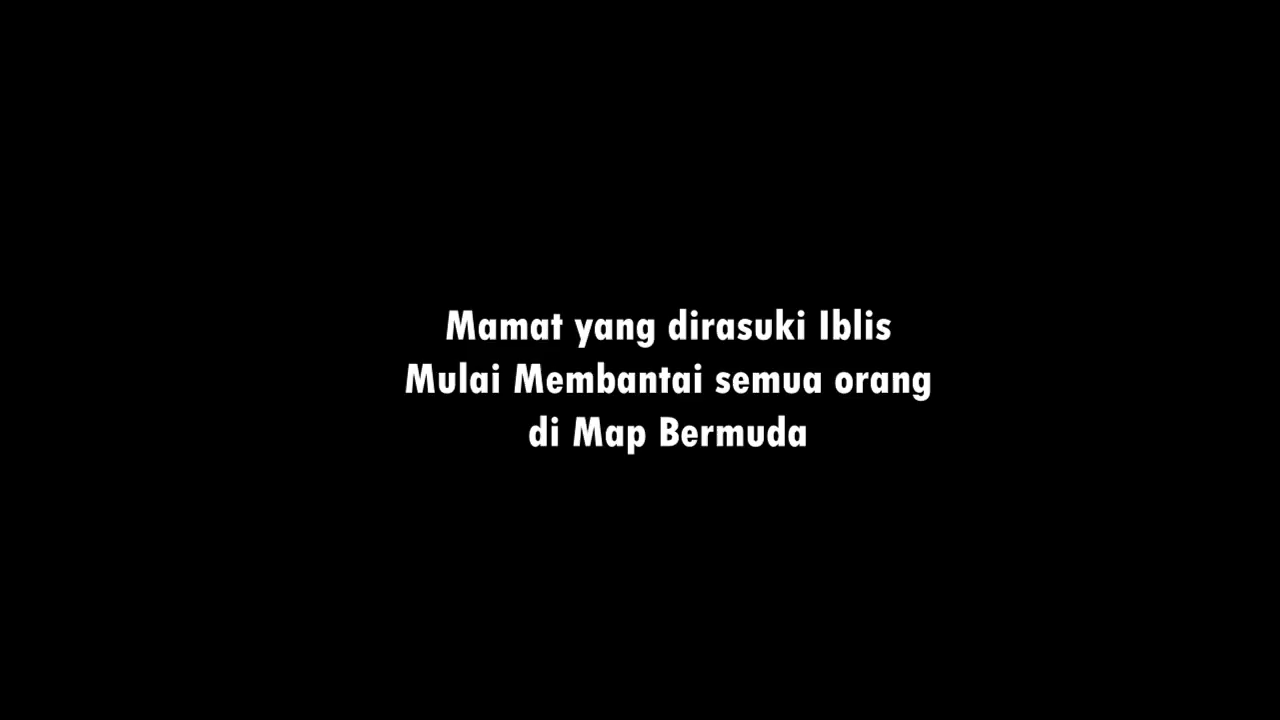 Mamat yang dirasuki Iblis
Mulai Membantai semua orang
di Map Bermuda